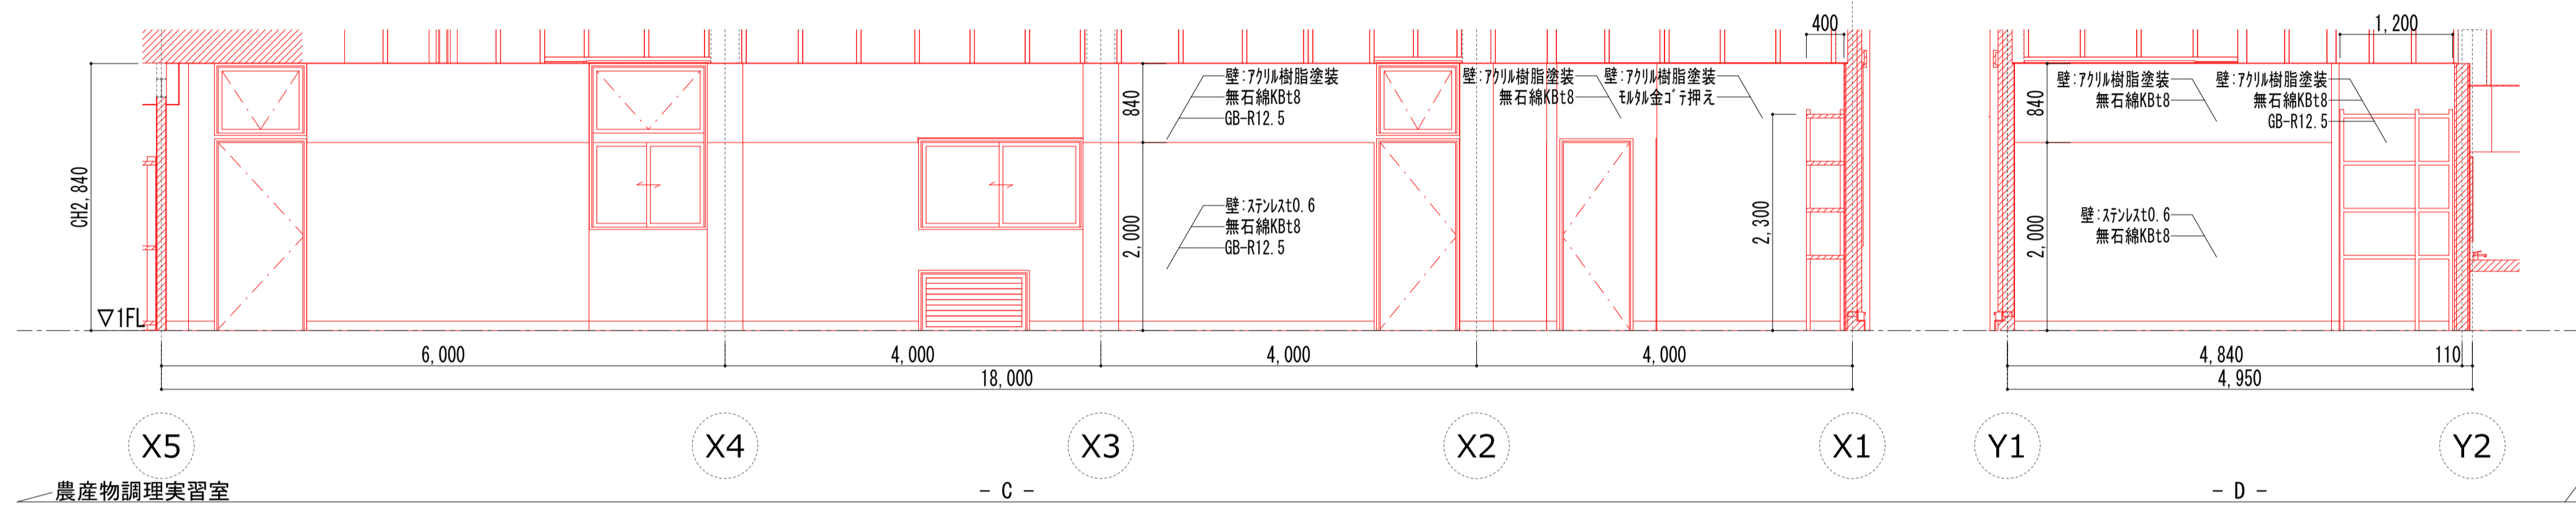 400
1,200
壁:アクリル樹脂塗装
無石綿KBt8
GB-R12.5
840
壁:アクリル樹脂塗装
無石綿KBt8
壁:アクリル樹脂塗装
モルタル金ゴテ押え
840
壁:アクリル樹脂塗装
無石綿KBt8
壁:アクリル樹脂塗装
無石綿KBt8
GB-R12.5
CH2,840
2,000
壁:ステンレスt0.6
無石綿KBt8
GB-R12.5
2,300
2,000
壁:ステンレスt0.6
無石綿KBt8
▽1FL
6,000
4,000
4,000
4,000
4,840
110
18,000
4,950
X5
X4
X3
X2
X1
Y1
Y2
農産物調理実習室
- C -
- D -